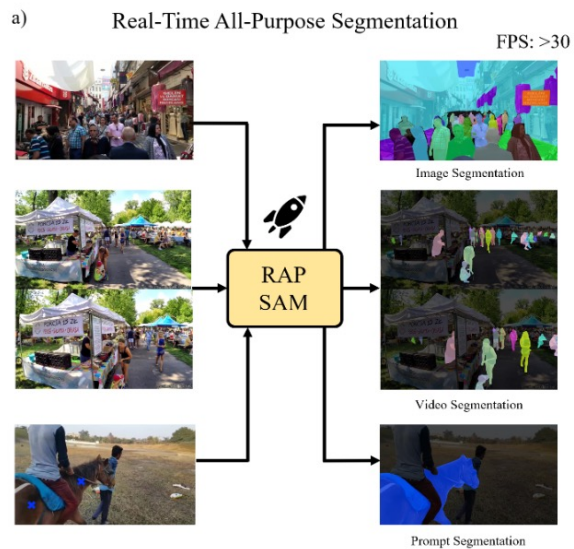 a)
Real-Time All-Purpose Segmentation
FPS: >30
Image Segmentation
RAP
SAM
Video Segmentation
Prompt Segmentation